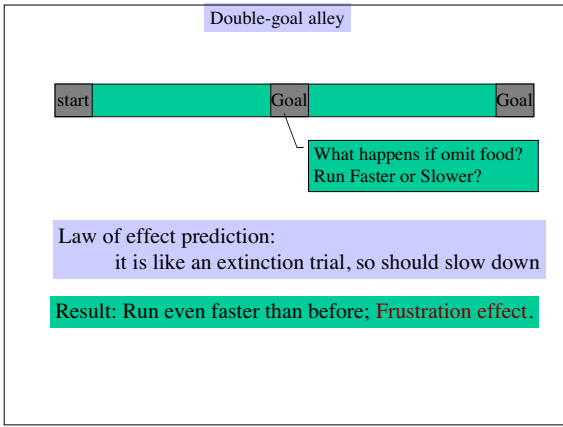 Double-goal alley
start Goal Goal
What happens if omit food?
Run Faster or Slower?
Law of effect prediction:
it is like an extinction trial, so should slow down
Result: Run even faster than before; Frustration effect.